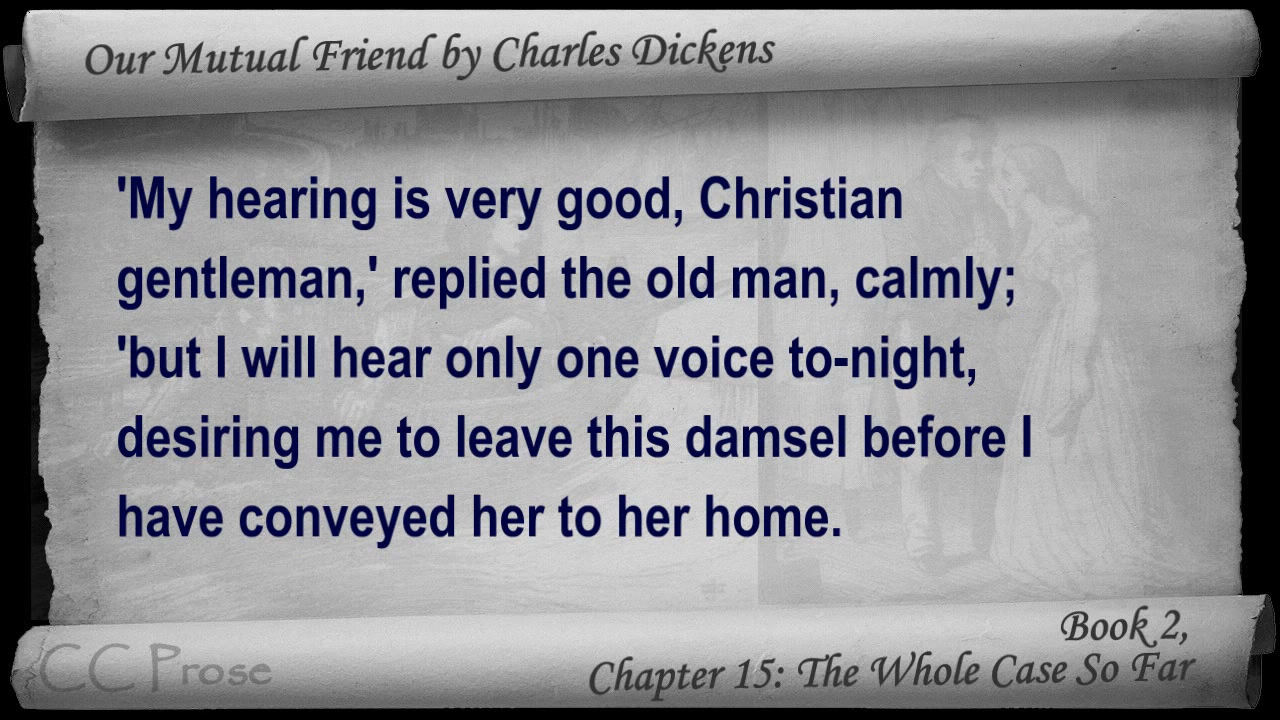 Our Mutual Friend by Charles Dickens
'My hearing is very good, Christian
gentleman,' replied the old man, calmly;
'but I will hear only one voice to-night,
desiring me to leave this damsel before I
have conveyed her to her home.
Book 2,
CC Prose
Chapter 15: The Whole Case So Far